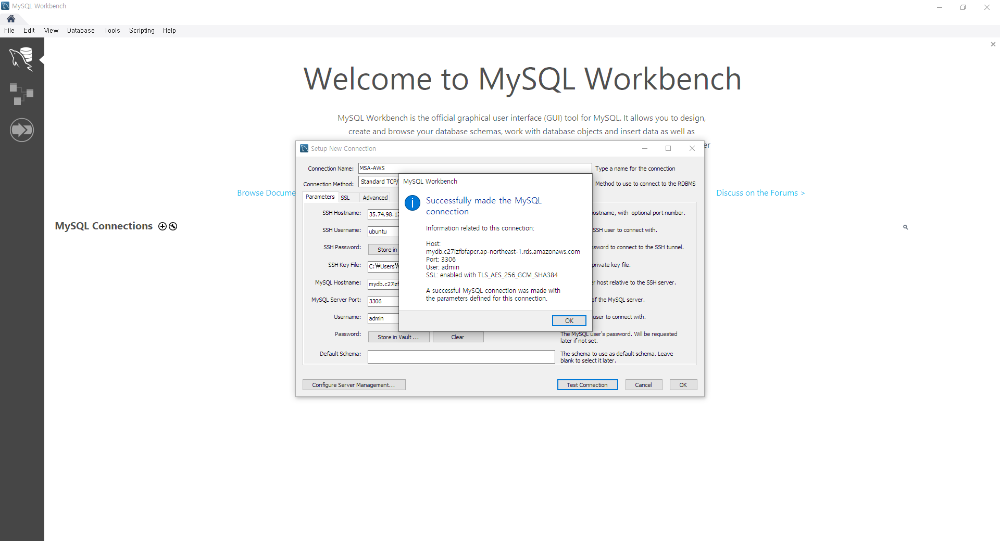 MySQL Workbench
File Edit View Database Tools Scripting Help
Welcome to MySQL Workbench
MySQL Workbench is the official graphical user interface (GUI) tool for MySQL. It allows you to design,
create and browse your database schemas, work with database objects and insert data as well as
Browse
Discuss on the Forums >
MySQL Connections
Setup New Connection
Connection Name: MSA-AWS Type a name for the connection
Connection Method: Standard TCP/ Method to use to connect to the RDBMS
Parameters SSL Advanced
SSH Hostname: with optional port number.
SSH Username: ubuntu SSH user to connect with.
SSH Password: Store in to connect to the SSH tunnel.
SSH Key File: C:₩Users₩ private key file.
MySQL Hostname: host relative to the SSH server.
MySQL Server Port: 3306 of the MySQL server.
Username: admin user to connect with.
Password: Store in Vault ... Clear The MySQL user's password. Will be requested
later if not set.
Default Schema: The schema to use as default schema. Leave
blank to select it later.
Configure Server Management... Test Connection Cancel OK
MySQL Workbench
Successfully made the MySQL
connection
Information related to this connection:
Host:
mydb.c27izfbfapcr.ap-northeast-1.rds.amazonaws.com
Port: 3306
User: admin
SSL: enabled with TLS_AES_256_GCM_SHA384
A successful MySQL connection was made with
the parameters defined for this connection.
OK